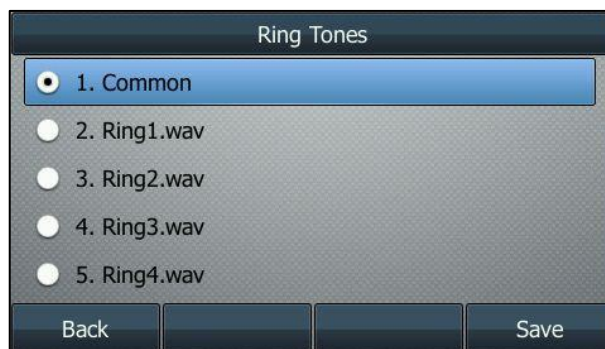 Ring Tones
1. Common
2. Ring1.wav
3. Ring2.wav
4. Ring3.wav
5. Ring4.wav
Back Save